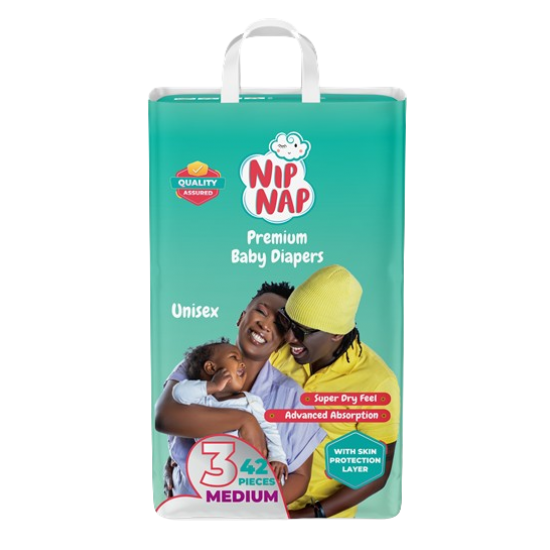 QUALITY
ASSURED
NIP
NAP
Premium
Baby Diapers
Unisex
Super Dry Feel
Advanced Absorption
WITH SKIN
PROTECTION
LAYER
3
42
PIECES
MEDIUM